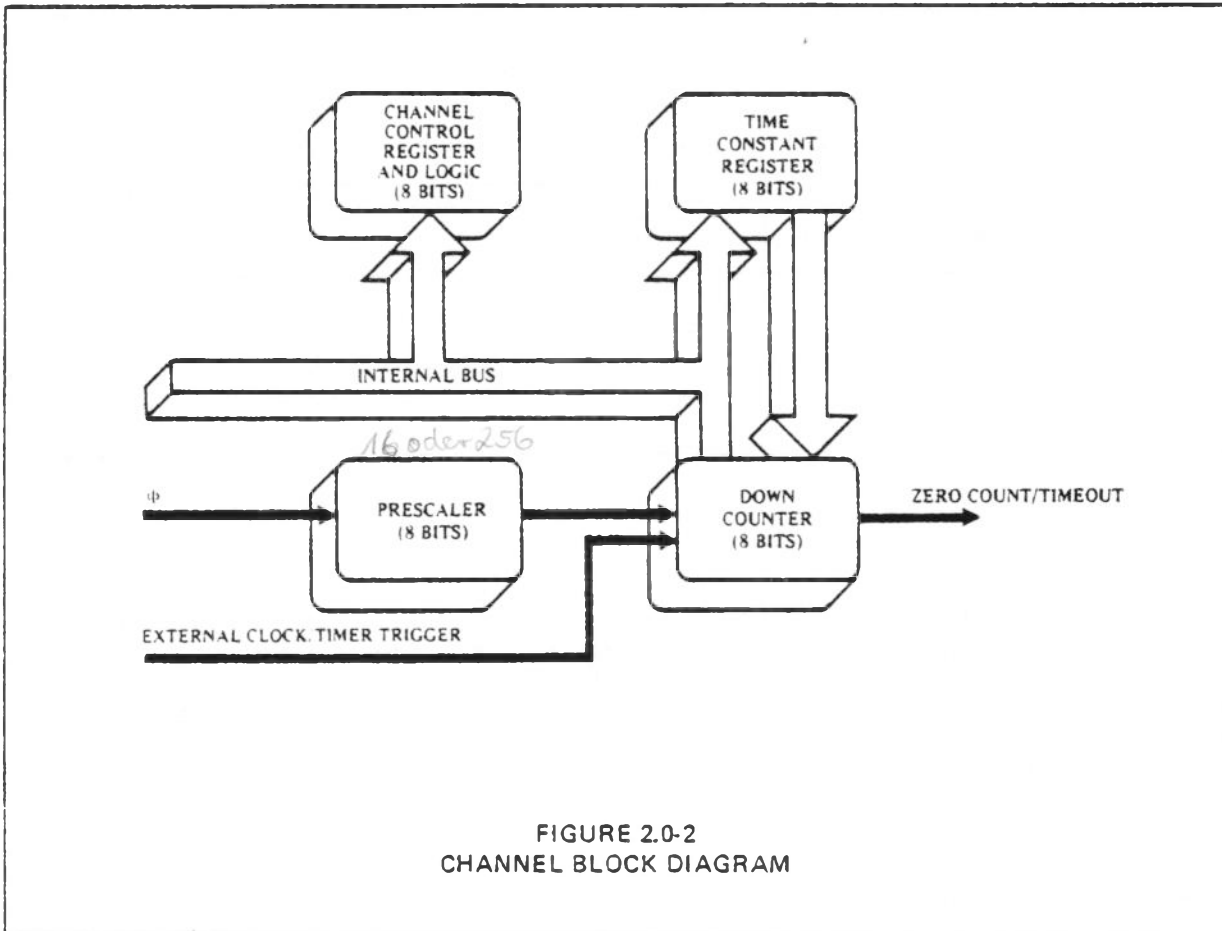 CHANNEL
CONTROL
REGISTER
AND LOGIC
(8 BITS)
TIME
CONSTANT
REGISTER
(8 BITS)
INTERNAL BUS
16 oder 256
Φ
PRESCALER
(8 BITS)
DOWN
COUNTER
(8 BITS)
ZERO COUNT/TIMEOUT
EXTERNAL CLOCK. TIMER TRIGGER
FIGURE 2.0-2
CHANNEL BLOCK DIAGRAM